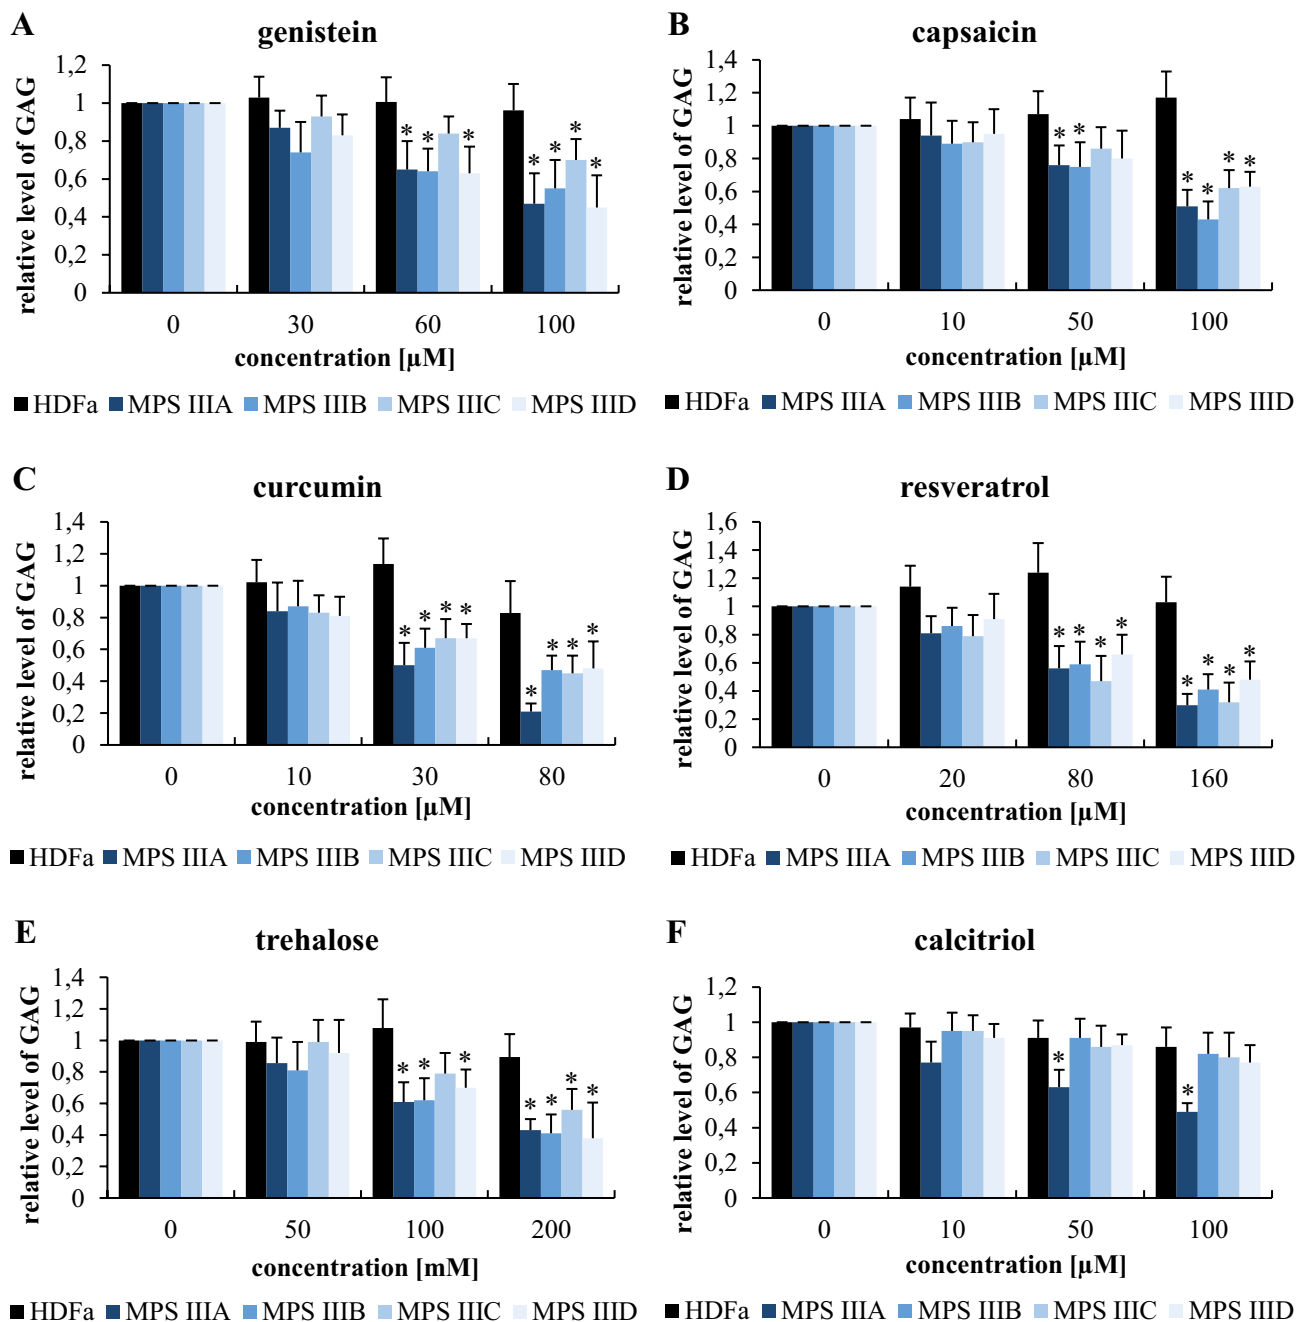 A
genistein
relative level of GAG
1,2
1
0,8
0,6
0,4
0,2
0
* * *
* * * *
0 30 60 100
concentration [µM]
HDFa MPS IIIA MPS IIIB MPS IIIC MPS IIID
B
capsaicin
relative level of GAG
1,4
1,2
1
0,8
0,6
0,4
0,2
0
* *
* * * *
0 10 50 100
concentration [µM]
HDFa MPS IIIA MPS IIIB MPS IIIC MPS IIID
C
curcumin
relative level of GAG
1,4
1,2
1
0,8
0,6
0,4
0,2
0
* * * *
* * * *
0 10 30 80
concentration [µM]
HDFa MPS IIIA MPS IIIB MPS IIIC MPS IIID
D
resveratrol
relative level of GAG
1,6
1,4
1,2
1
0,8
0,6
0,4
0,2
0
* * * *
* * * *
0 20 80 160
concentration [µM]
HDFa MPS IIIA MPS IIIB MPS IIIC MPS IIID
E
trehalose
relative level of GAG
1,4
1,2
1
0,8
0,6
0,4
0,2
0
* * *
* * * *
0 50 100 200
concentration [mM]
HDFa MPS IIIA MPS IIIB MPS IIIC MPS IIID
F
calcitriol
relative level of GAG
1,2
1
0,8
0,6
0,4
0,2
0
*
*
0 10 50 100
concentration [µM]
HDFa MPS IIIA MPS IIIB MPS IIIC MPS IIID